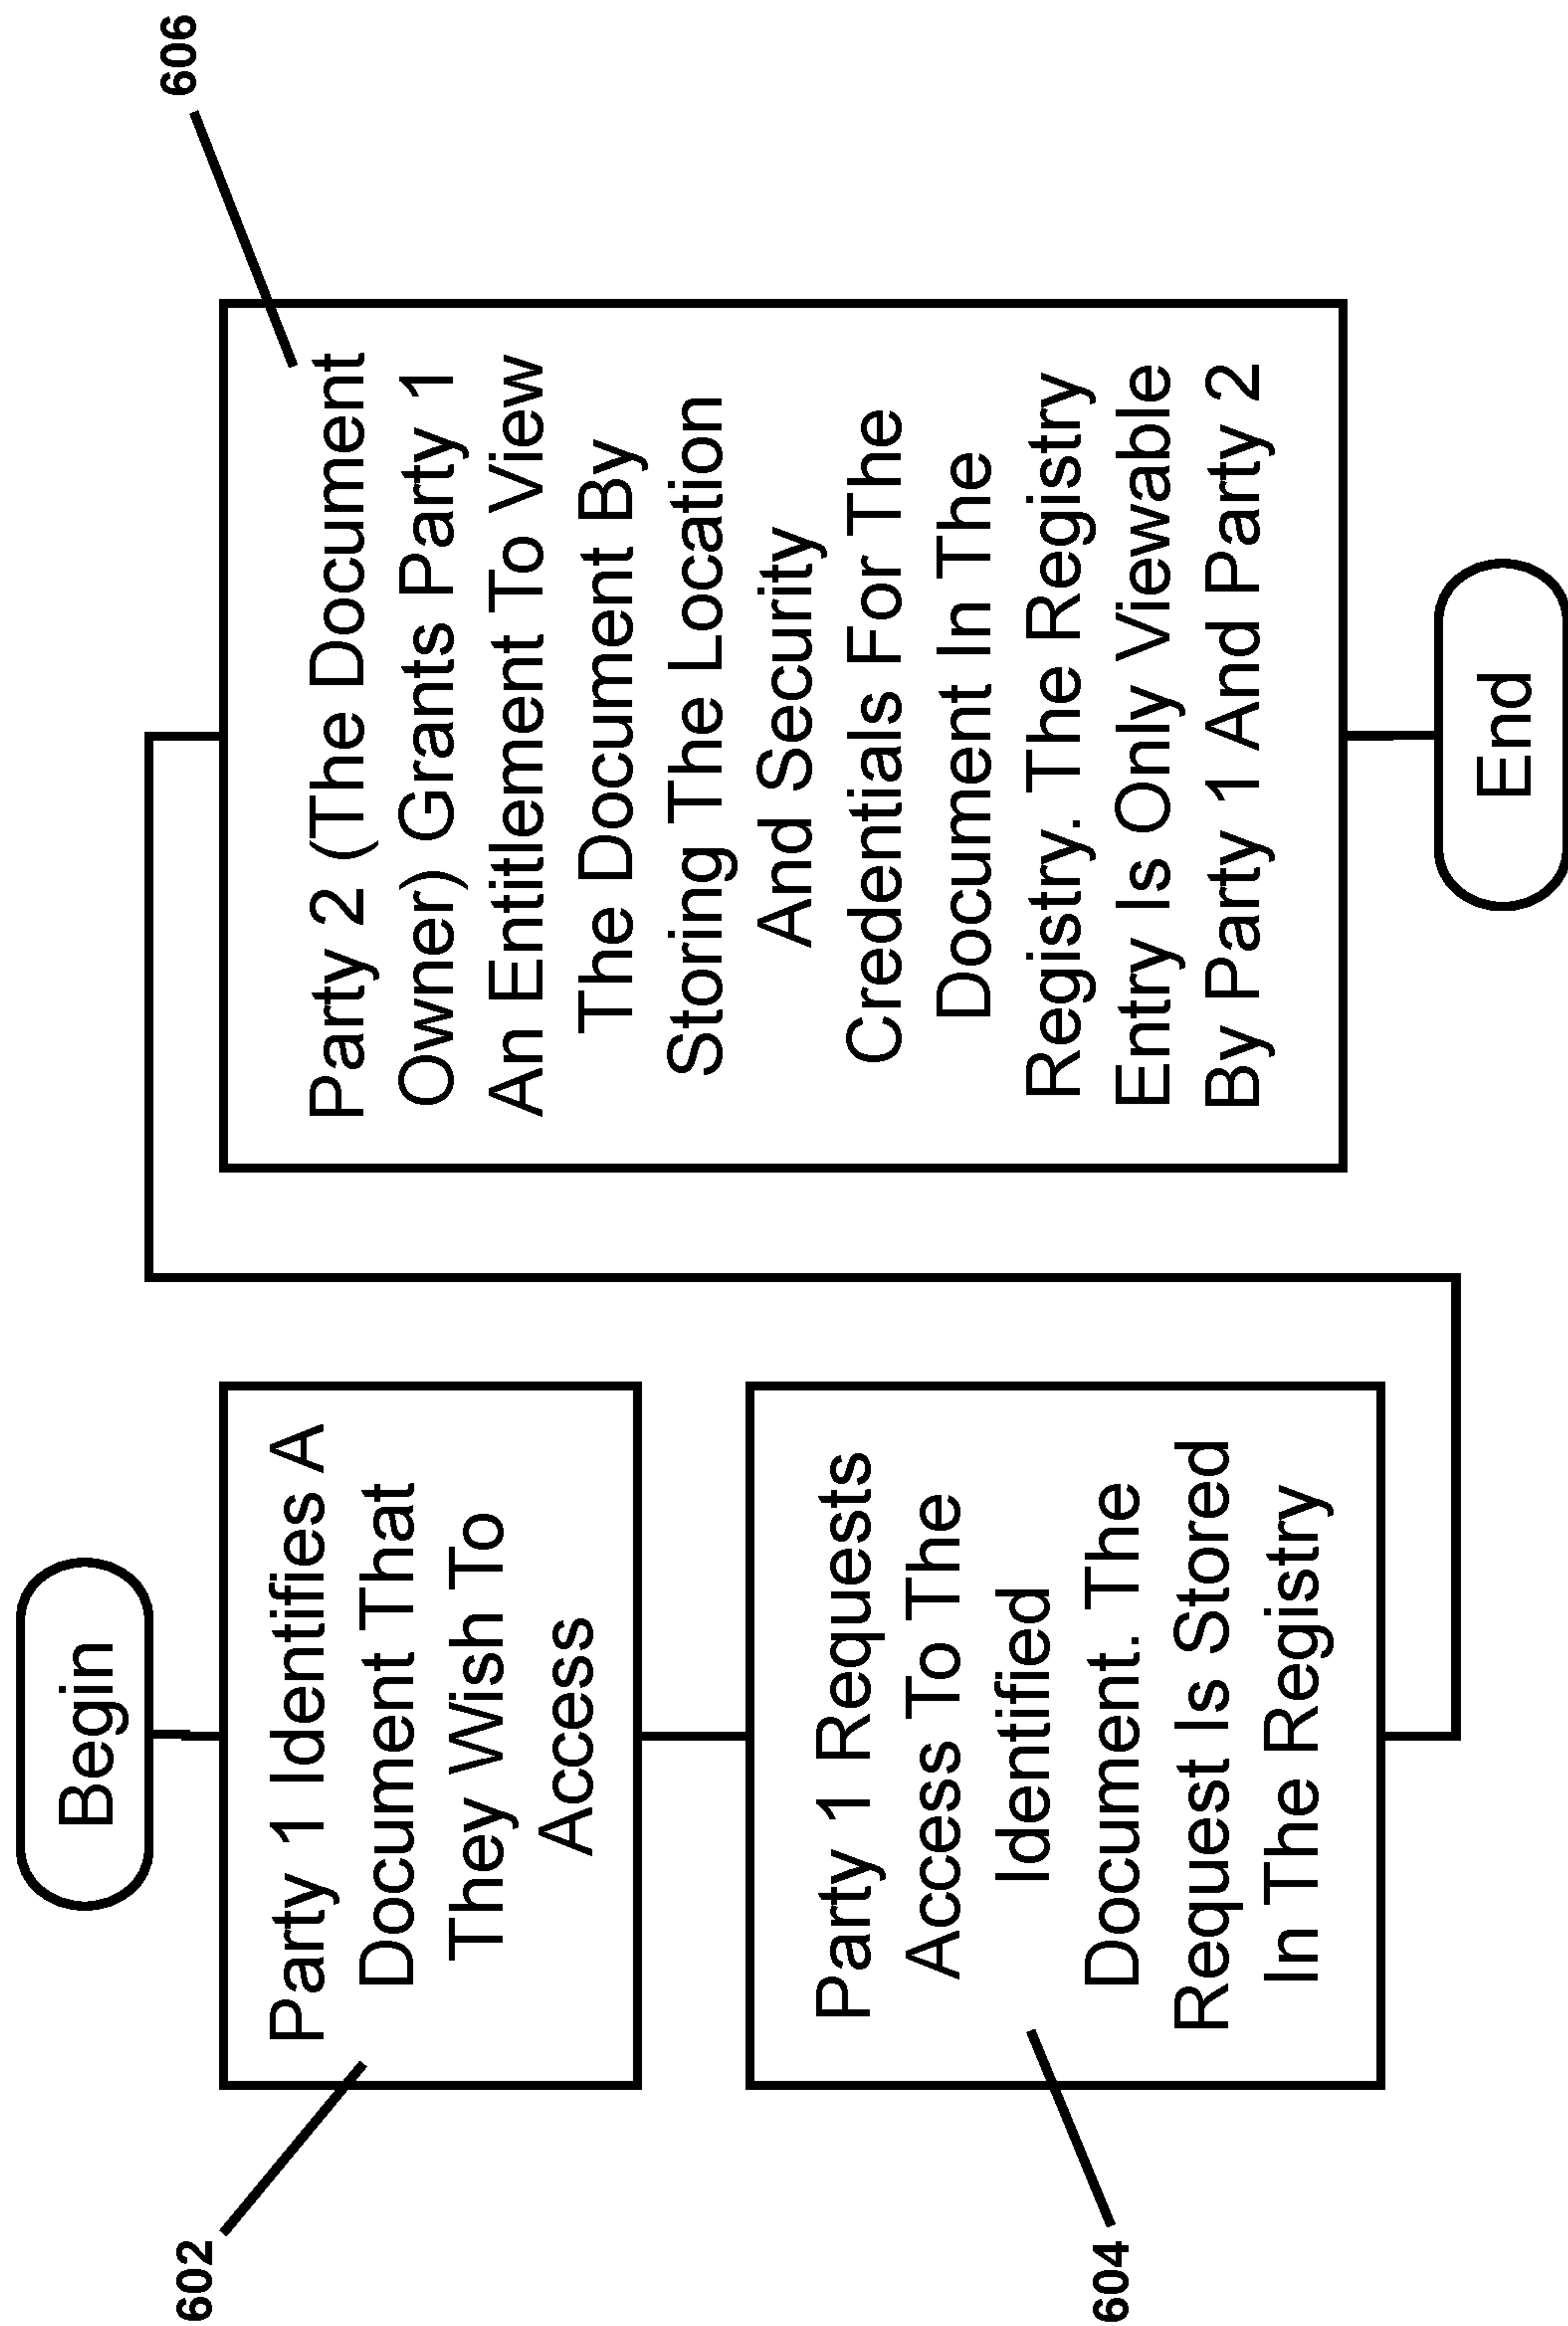 Begin
602
Party 1 Identifies A
Document That
They Wish To
Access
604
Party 1 Requests
Access To The
Identified
Document. The
Request Is Stored
In The Registry
606
Party 2 (The Document
Owner) Grants Party 1
An Entitlement To View
The Document By
Storing The Location
And Security
Credentials For The
Document In The
Registry. The Registry
Entry Is Only Viewable
By Party 1 And Party 2
End